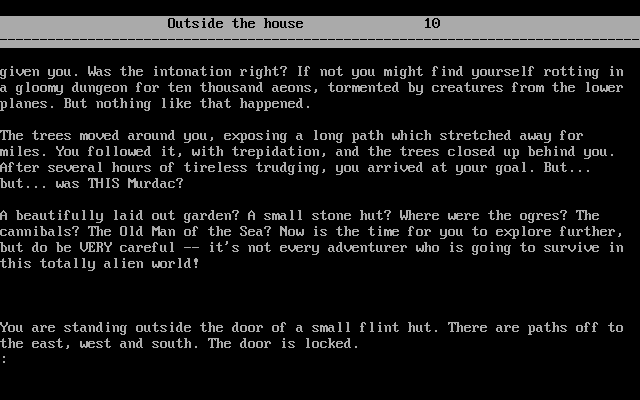 Outside the house 10
given you. Was the intonation right? If not you might find yourself rotting in
a gloomy dungeon for ten thousand aeons, tormented by creatures from the lower
planes. But nothing like that happened.
The trees moved around you, exposing a long path which stretched away for
miles. You followed it, with trepidation, and the trees closed up behind you.
After several hours of tireless trudging, you arrived at your goal. But...
but... was THIS Murdac?
A beautifully laid out garden? A small stone hut? Where were the ogres? The
cannibals? The Old Man of the Sea? Now is the time for you to explore further,
but do be VERY careful -- it's not every adventurer who is going to survive in
this totally alien world!
You are standing outside the door of a small flint hut. There are paths off to
the east, west and south. The door is locked.
: